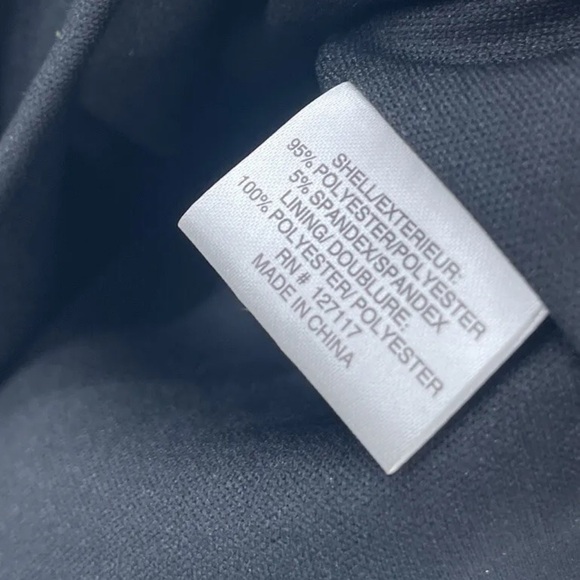 SHELL/EXTERIEUR:
95% POLYESTER/POLYESTER
5% SPANDEX/SPANDEX
LINING/ DOUBLURE:
100% POLYESTER/ POLYESTER
RN # 127117
MADE IN CHINA